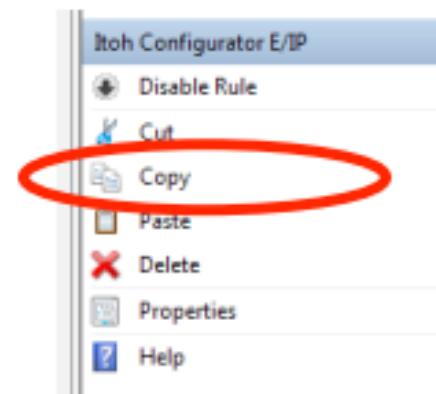 Itoh Configurator E/IP
Disable Rule
Cut
Copy
Paste
Delete
Properties
Help